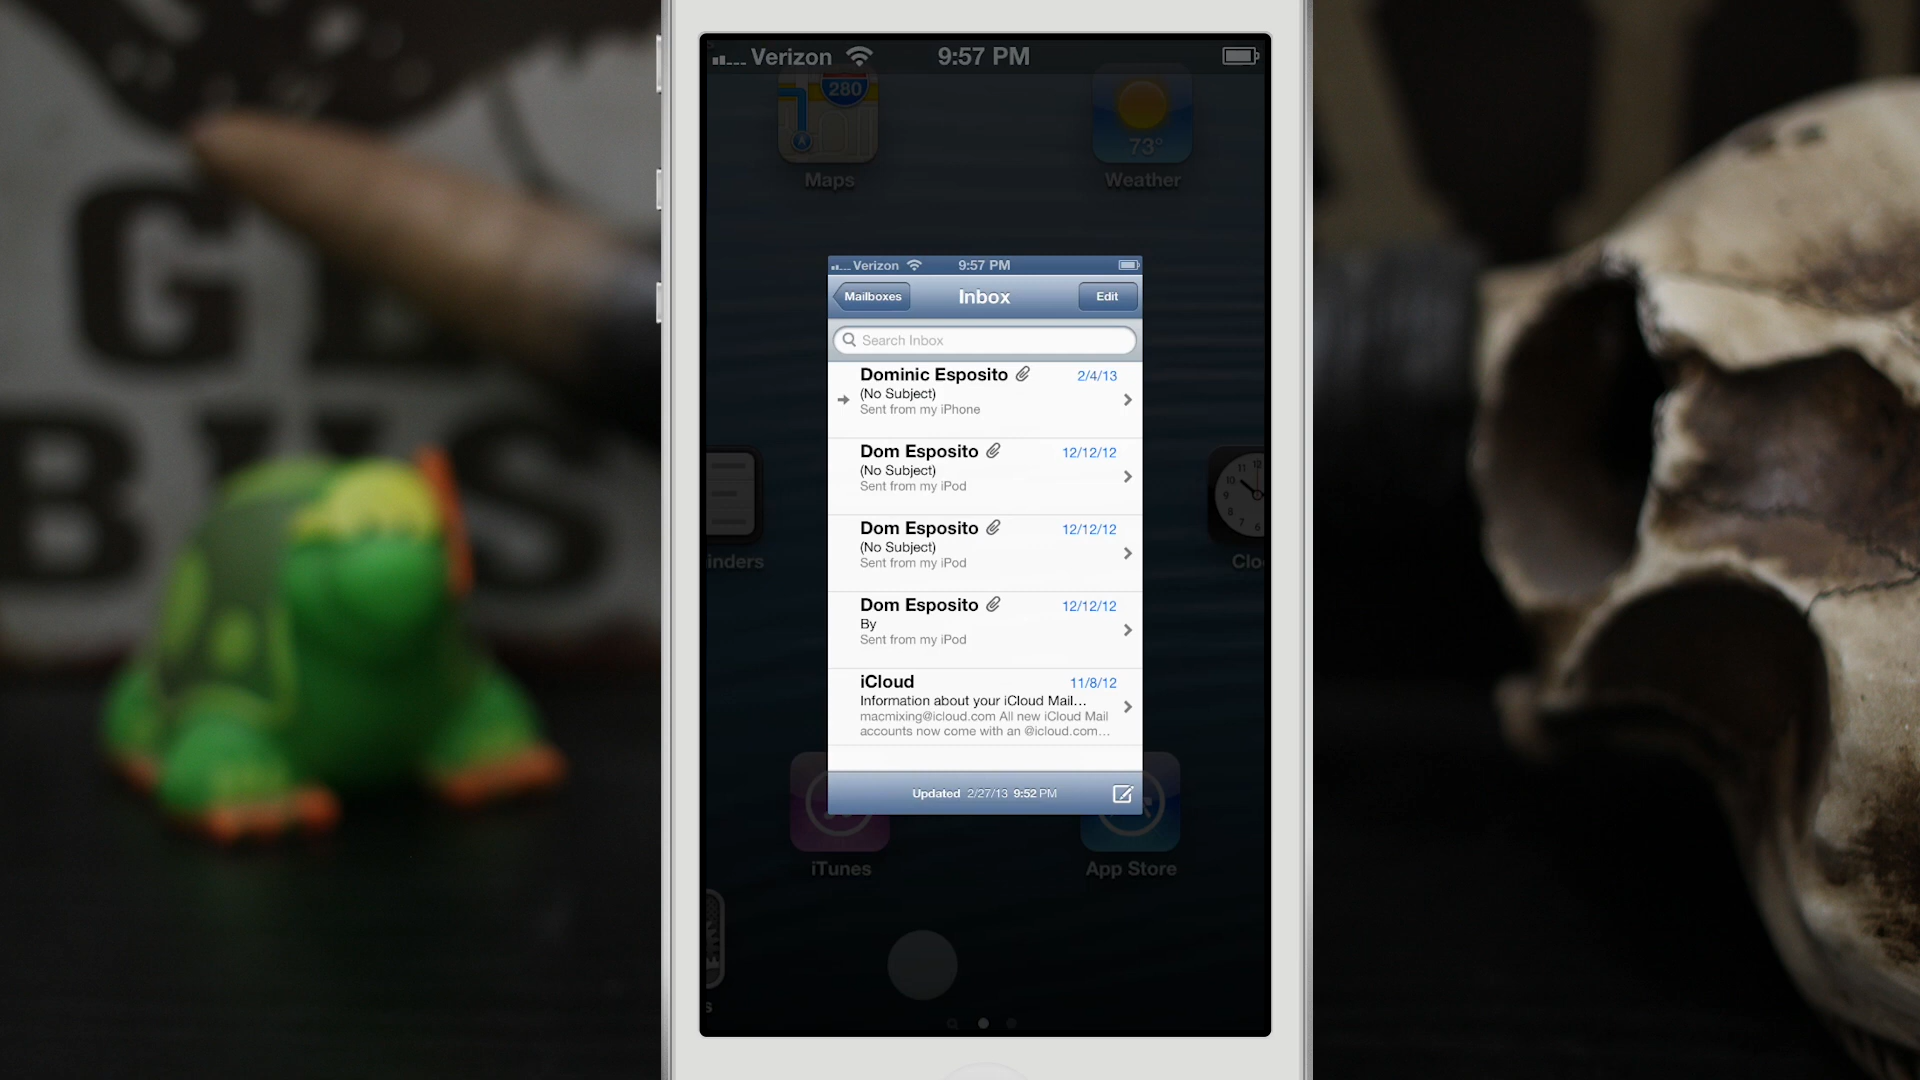 Verizon 9:57 PM
280
73°
Maps
Weather
Verizon 9:57 PM
Mailboxes Inbox Edit
Search Inbox
Dominic Esposito 2/4/13
(No Subject)
Sent from my iPhone
Dom Esposito 12/12/12
(No Subject)
Sent from my iPod
Dom Esposito 12/12/12
(No Subject)
Sent from my iPod
Dom Esposito 12/12/12
By
Sent from my iPod
iCloud 11/8/12
Information about your iCloud Mail...
macmixing@icloud.com All new iCloud Mail
accounts now come with an @icloud.com...
inders
Clo
Updated 2/27/13 9:52 PM
iTunes
App Store